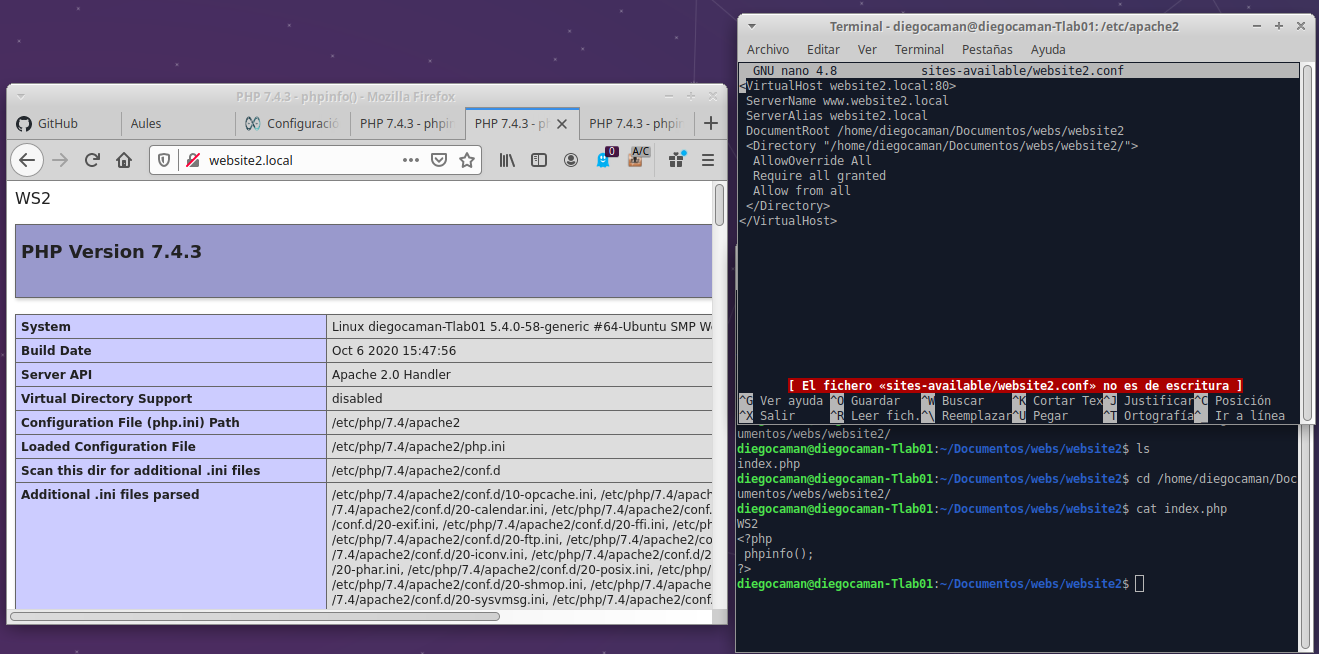 PHP 7.4.3 - phpinfo() - Mozilla Firefox
GitHub
Aules
Configuració
PHP 7.4.3 - phpin
PHP 7.4.3 - ph
PHP 7.4.3 - phpin
website2.local
0
A/C
WS2
PHP Version 7.4.3
System Linux diegocaman-Tlab01 5.4.0-58-generic #64-Ubuntu SMP We
Build Date Oct 6 2020 15:47:56
Server API Apache 2.0 Handler
Virtual Directory Support disabled
Configuration File (php.ini) Path /etc/php/7.4/apache2
Loaded Configuration File /etc/php/7.4/apache2/php.ini
Scan this dir for additional .ini files /etc/php/7.4/apache2/conf.d
Additional .ini files parsed /etc/php/7.4/apache2/conf.d/10-opcache.ini, /etc/php/7.4/apach
/7.4/apache2/conf.d/20-calendar.ini, /etc/php/7.4/apache2/conf.
/conf.d/20-exif.ini, /etc/php/7.4/apache2/conf.d/20-ffi.ini, /etc/ph
/etc/php/7.4/apache2/conf.d/20-ftp.ini, /etc/php/7.4/apache2/con
/7.4/apache2/conf.d/20-iconv.ini, /etc/php/7.4/apache2/conf.d/2
/20-phar.ini, /etc/php/7.4/apache2/conf.d/20-posix.ini, /etc/php/
/etc/php/7.4/apache2/conf.d/20-shmop.ini, /etc/php/7.4/apache
/7.4/apache2/conf.d/20-sysvmsg.ini, /etc/php/7.4/apache2/conf.
Terminal - diegocaman@diegocaman-Tlab01: /etc/apache2
Archivo Editar Ver Terminal Pestañas Ayuda
GNU nano 4.8 sites-available/website2.conf
<VirtualHost website2.local:80>
ServerName www.website2.local
ServerAlias website2.local
DocumentRoot /home/diegocaman/Documentos/webs/website2
<Directory "/home/diegocaman/Documentos/webs/website2/">
AllowOverride All
Require all granted
Allow from all
</Directory>
</VirtualHost>
[ El fichero «sites-available/website2.conf» no es de escritura ]
^G Ver ayuda ^O Guardar ^W Buscar ^K Cortar Tex^J Justificar^C Posición
^X Salir ^R Leer fich.^\ Reemplazar^U Pegar ^T Ortografía^_ Ir a línea
umentos/webs/website2/
diegocaman@diegocaman-Tlab01:~/Documentos/webs/website2$ ls
index.php
diegocaman@diegocaman-Tlab01:~/Documentos/webs/website2$ cd /home/diegocaman/Doc
umentos/webs/website2/
diegocaman@diegocaman-Tlab01:~/Documentos/webs/website2$ cat index.php
WS2
<?php
phpinfo();
?>
diegocaman@diegocaman-Tlab01:~/Documentos/webs/website2$